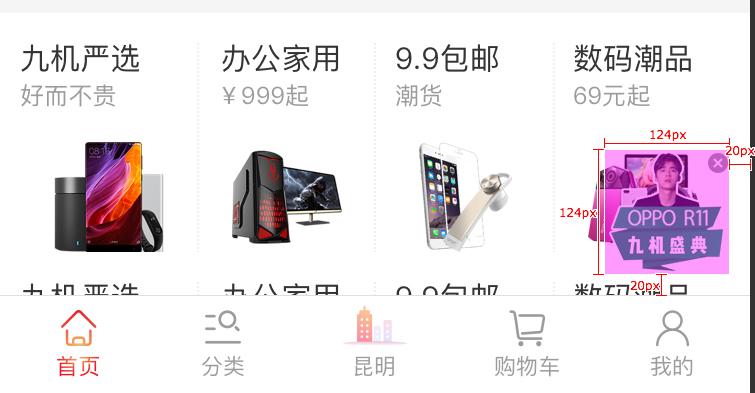 九机严选
办公家用
9.9包邮
数码潮品
好而不贵
￥999起
潮货
69元起
124px
20px
124px
OPPO R11
九机盛典
20px
九机严选
办公家用
9.9包邮
数码潮品
首页
分类
昆明
购物车
我的